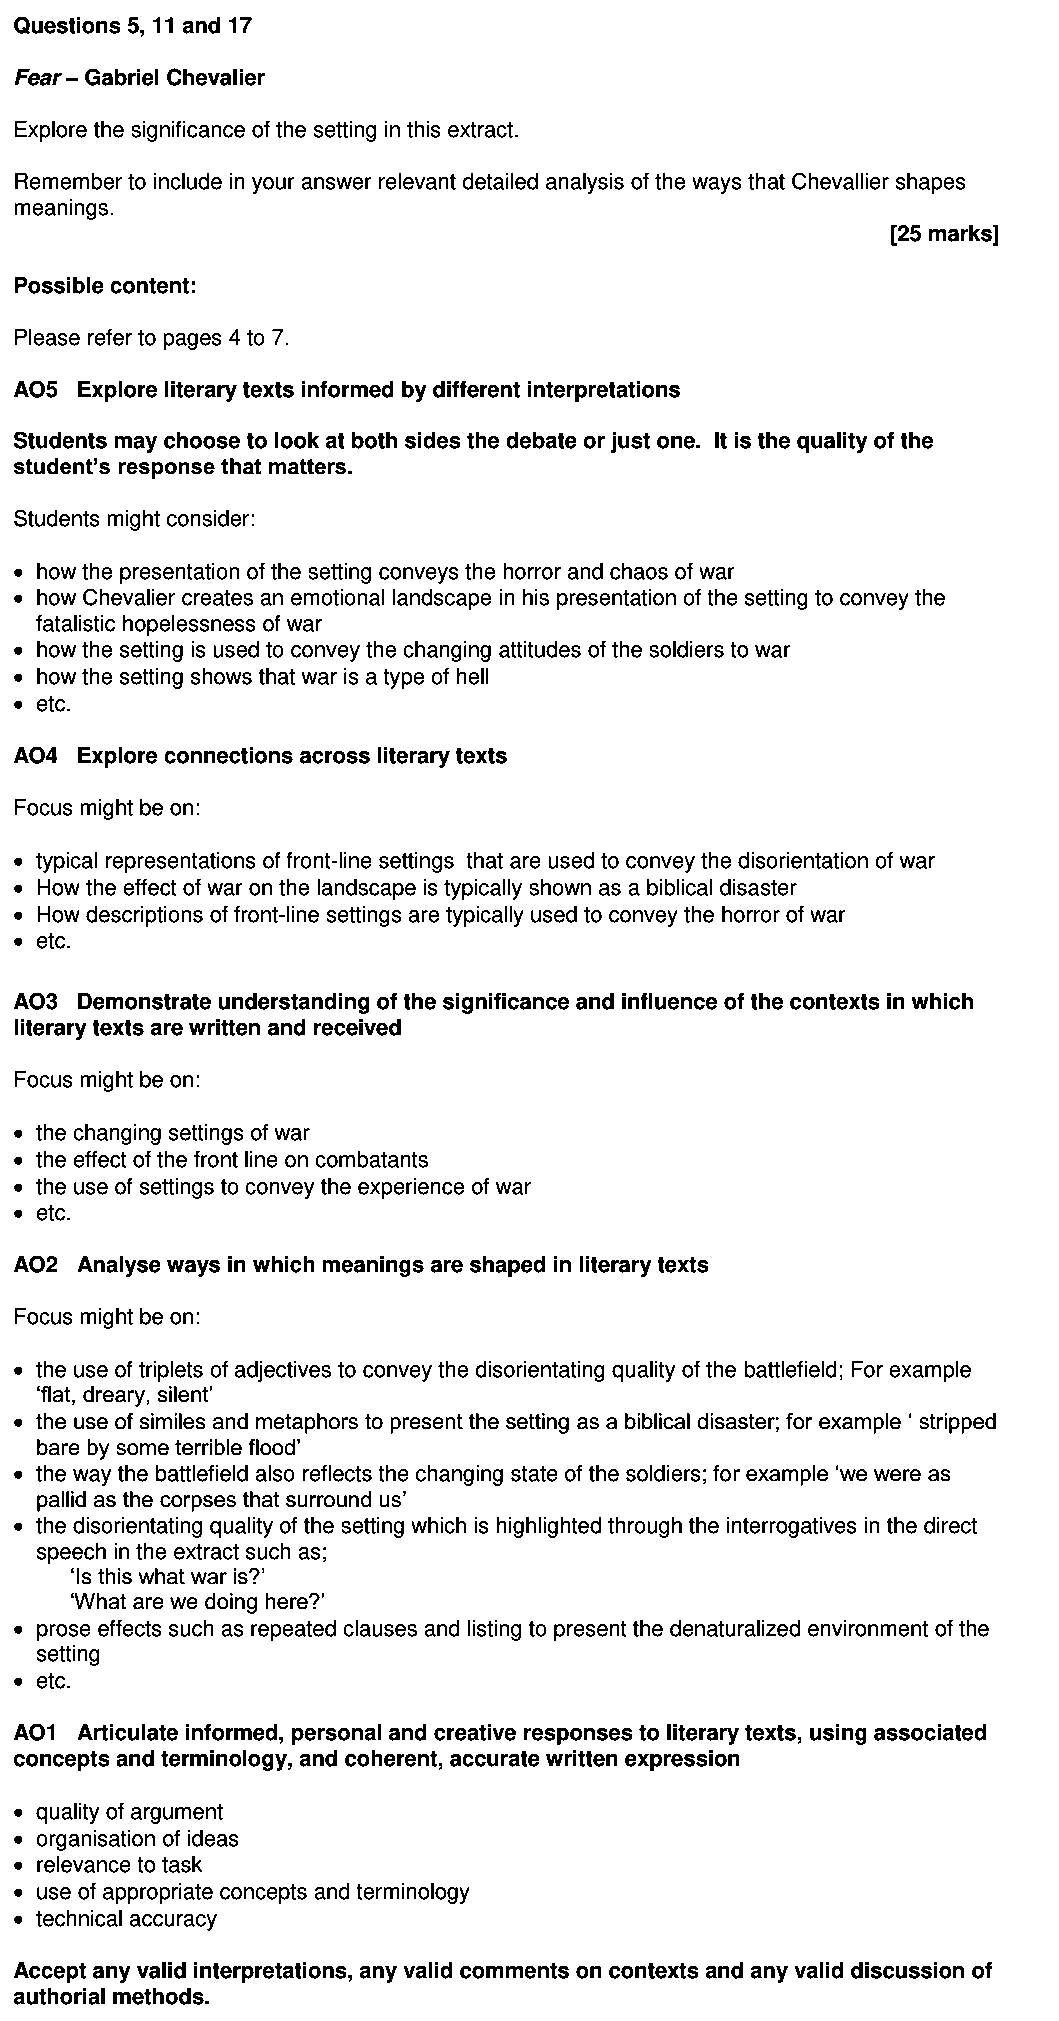 Questions 5, 11 and 17
Fear – Gabriel Chevalier
Explore the significance of the setting in this extract.
Remember to include in your answer relevant detailed analysis of the ways that Chevallier shapes
meanings.
[25 marks]
Possible content:
Please refer to pages 4 to 7.
AO5 Explore literary texts informed by different interpretations
Students may choose to look at both sides the debate or just one. It is the quality of the
student's response that matters.
Students might consider:
• how the presentation of the setting conveys the horror and chaos of war
• how Chevalier creates an emotional landscape in his presentation of the setting to convey the
fatalistic hopelessness of war
• how the setting is used to convey the changing attitudes of the soldiers to war
• how the setting shows that war is a type of hell
• etc.
AO4 Explore connections across literary texts
Focus might be on:
• typical representations of front-line settings that are used to convey the disorientation of war
• How the effect of war on the landscape is typically shown as a biblical disaster
• How descriptions of front-line settings are typically used to convey the horror of war
• etc.
AO3 Demonstrate understanding of the significance and influence of the contexts in which
literary texts are written and received
Focus might be on:
• the changing settings of war
• the effect of the front line on combatants
• the use of settings to convey the experience of war
• etc.
AO2 Analyse ways in which meanings are shaped in literary texts
Focus might be on:
• the use of triplets of adjectives to convey the disorientating quality of the battlefield; For example
‘flat, dreary, silent’
• the use of similes and metaphors to present the setting as a biblical disaster; for example ‘ stripped
bare by some terrible flood’
• the way the battlefield also reflects the changing state of the soldiers; for example ‘we were as
pallid as the corpses that surround us’
• the disorientating quality of the setting which is highlighted through the interrogatives in the direct
speech in the extract such as;
‘Is this what war is?’
‘What are we doing here?’
• prose effects such as repeated clauses and listing to present the denaturalized environment of the
setting
• etc.
AO1 Articulate informed, personal and creative responses to literary texts, using associated
concepts and terminology, and coherent, accurate written expression
• quality of argument
• organisation of ideas
• relevance to task
• use of appropriate concepts and terminology
• technical accuracy
Accept any valid interpretations, any valid comments on contexts and any valid discussion of
authorial methods.